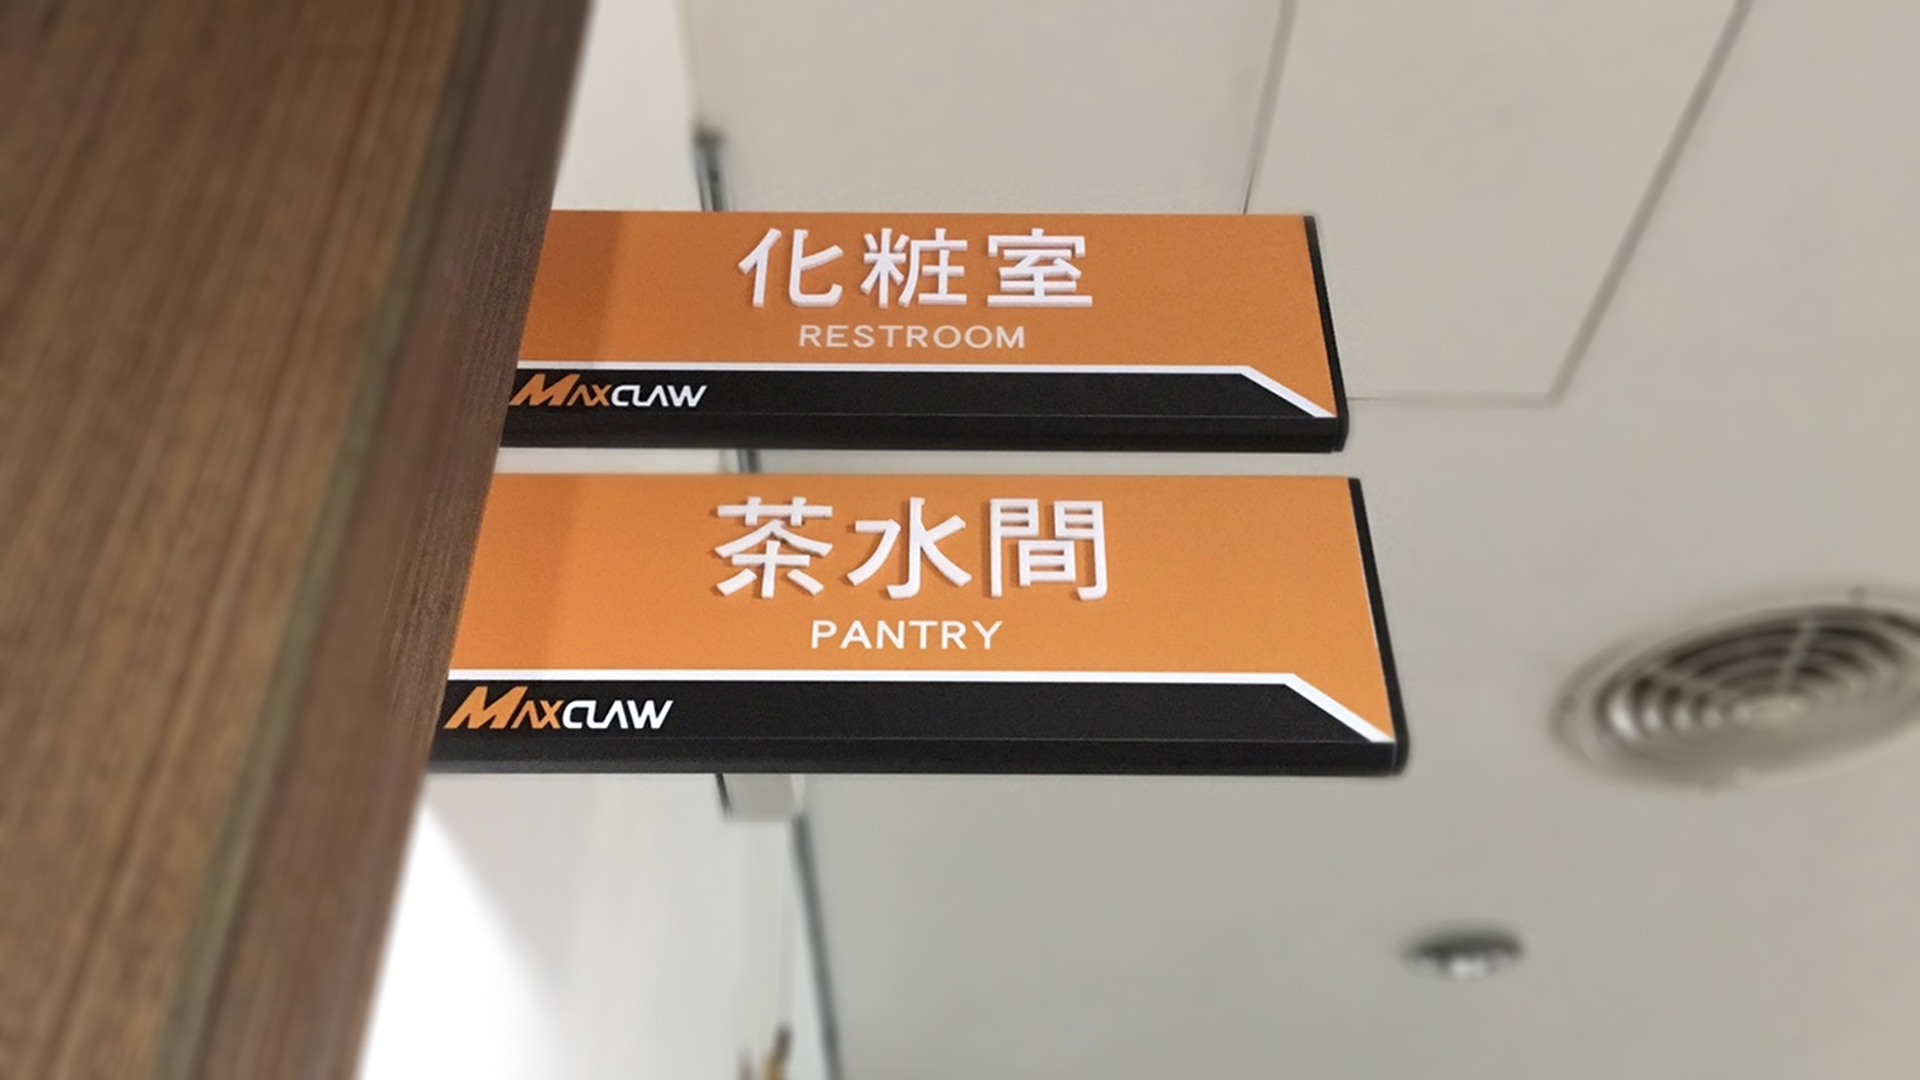 化粧室
RESTROOM
MAXCLAW
茶水間
PANTRY
MAXCLAW